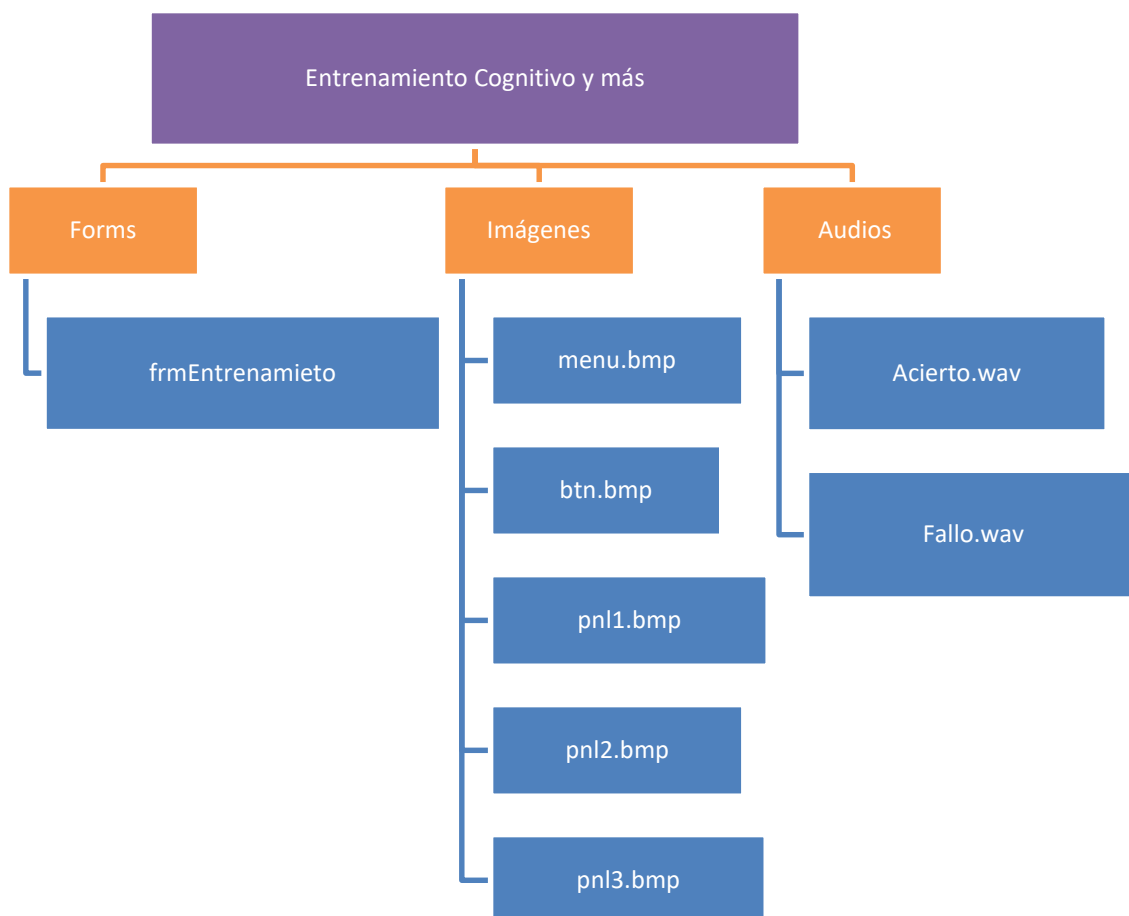 Entrenamiento Cognitivo y más
Forms
Imágenes
Audios
frmEntrenamieto
menu.bmp
btn.bmp
pnl1.bmp
pnl2.bmp
pnl3.bmp
Acierto.wav
Fallo.wav